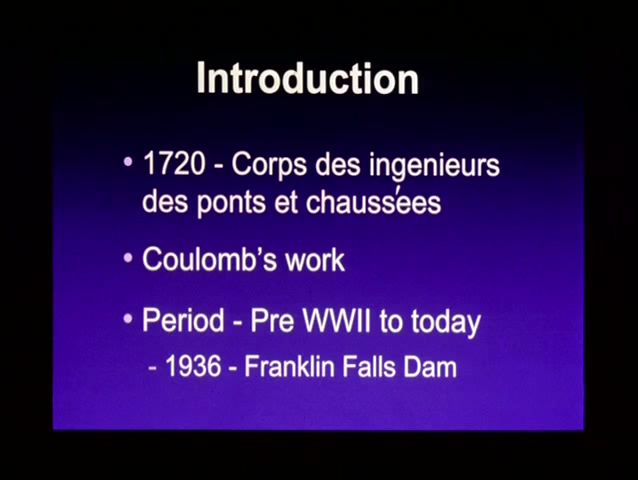 Introduction
• 1720 - Corps des ingenieurs
des ponts et chaussées
• Coulomb's work
• Period - Pre WWII to today
- 1936 - Franklin Falls Dam